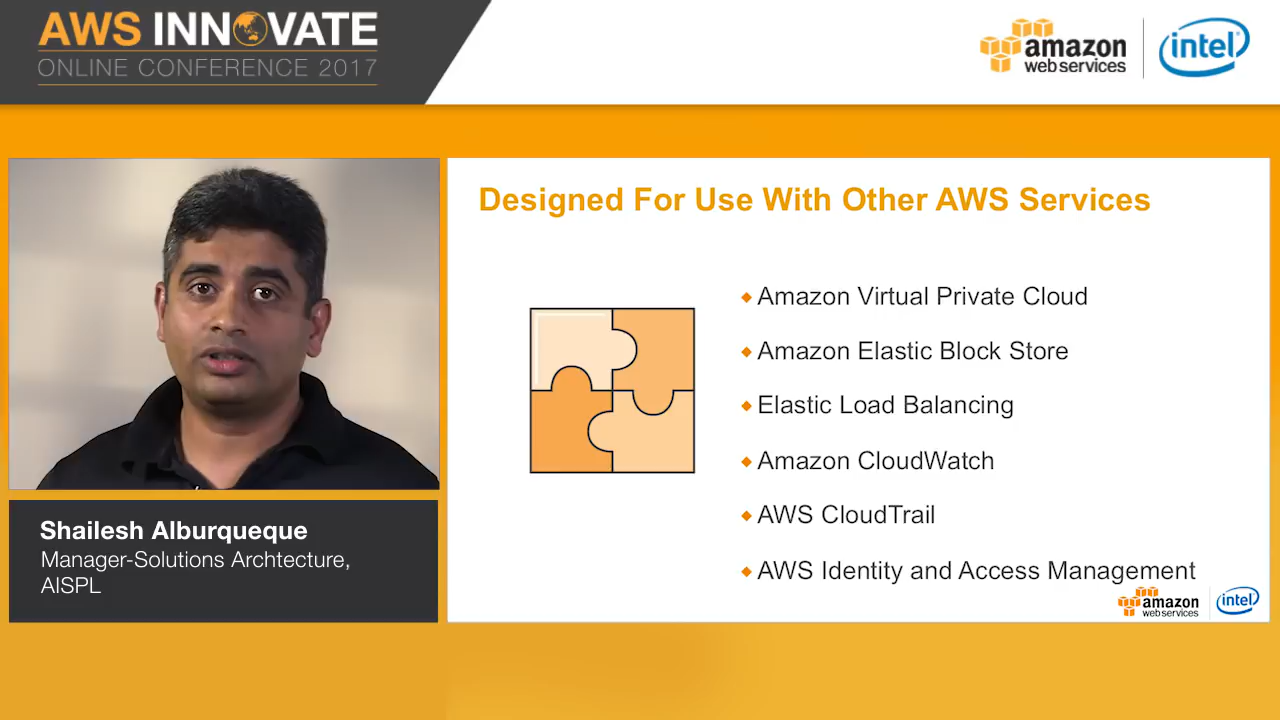 AWS INNOVATE
ONLINE CONFERENCE 2017
amazon
web services
intel
Designed For Use With Other AWS Services
Amazon Virtual Private Cloud
Amazon Elastic Block Store
Elastic Load Balancing
Amazon CloudWatch
AWS CloudTrail
AWS Identity and Access Management
amazon
web services
intel
Shailesh Alburqueque
Manager-Solutions Archtecture,
AISPL